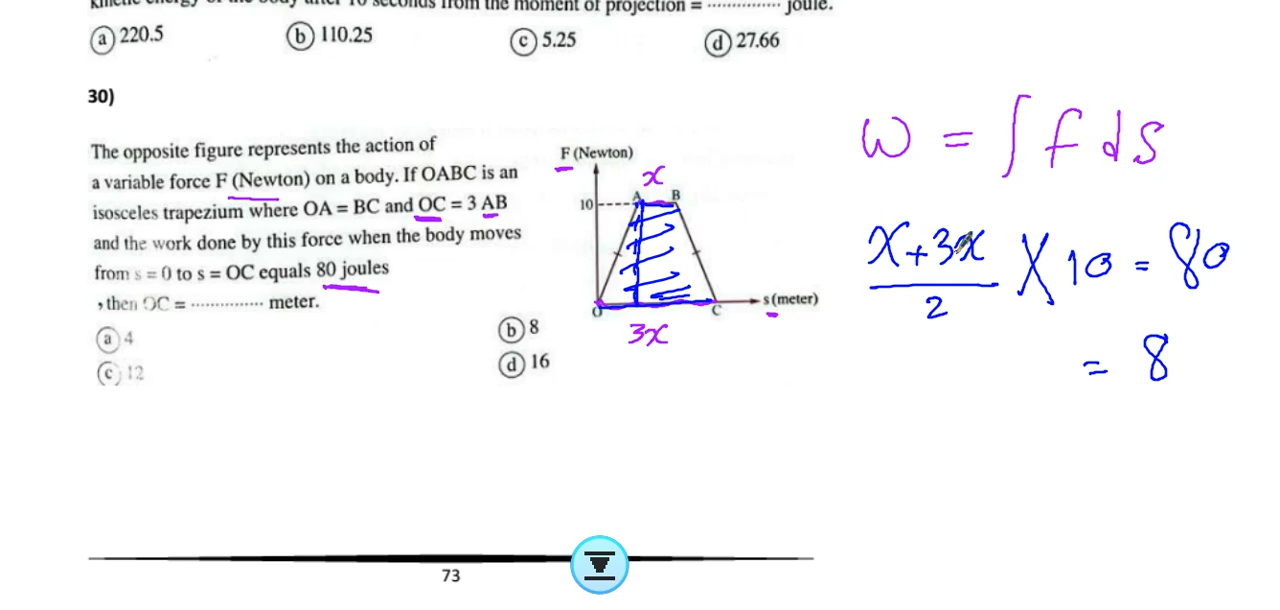 kinetic energy of the body after 10 seconds from the moment of projection = ............... joule.
a 220.5
b 110.25
c 5.25
d 27.66
30)
The opposite figure represents the action of
a variable force F (Newton) on a body. If OABC is an
isosceles trapezium where OA = BC and OC = 3 AB
and the work done by this force when the body moves
from s = 0 to s = OC equals 80 joules
, then OC = .............. meter.
a 4
b 8
c 12
d 16
F (Newton)
x
A B
10
O C s (meter)
3x
W = ∫ F ds
x+3x
2
X 10 = 80
= 8
73